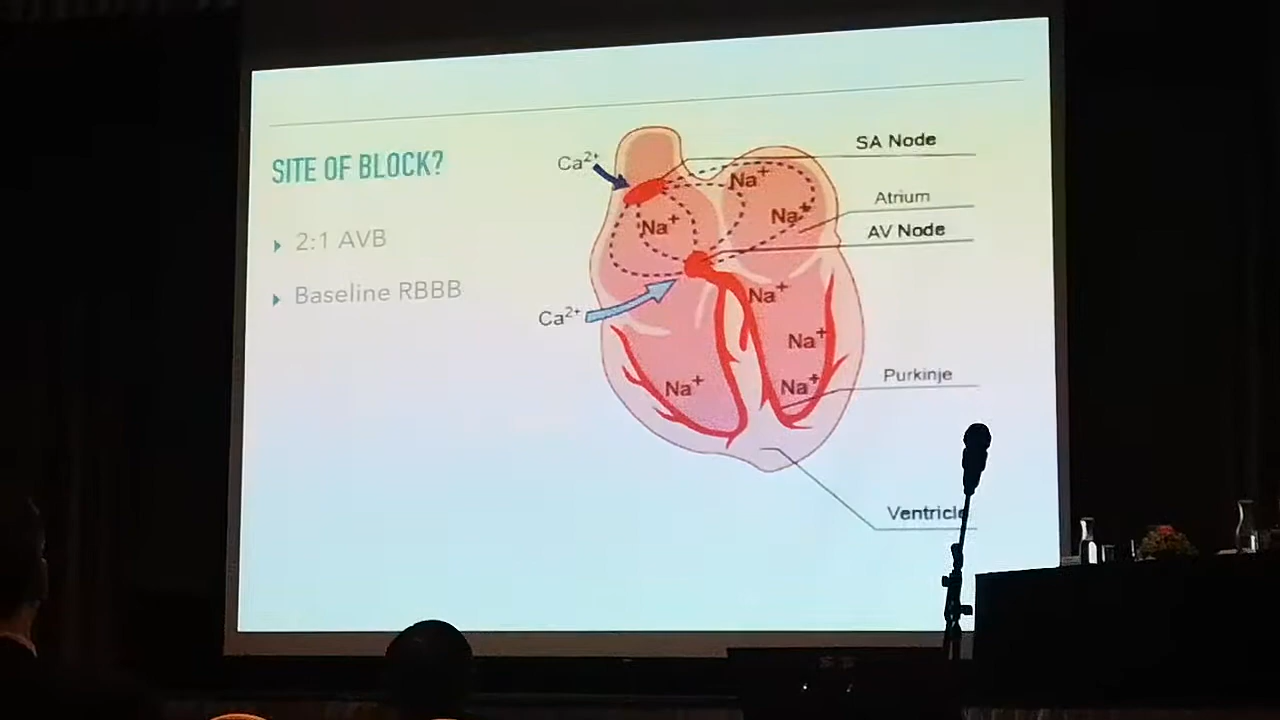 SITE OF BLOCK?
2:1 AVB
Baseline RBBB
Ca²⁺
SA Node
Na⁺
Atrium
Na⁺
Na⁺
AV Node
Ca²⁺
Na⁺
Na⁺
Purkinje
Na⁺
Na⁺
Ventricle